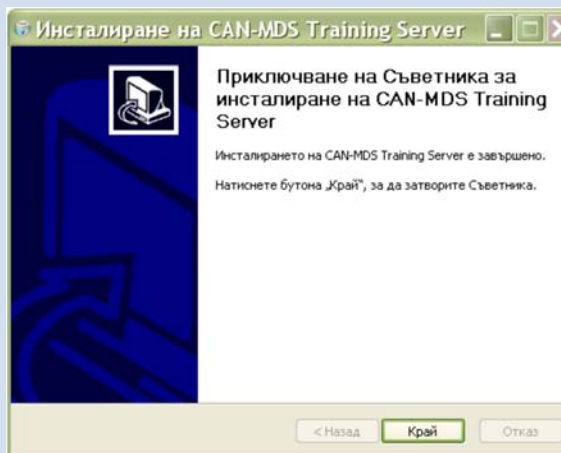 Инсталиране на CAN-MDS Training Server
Приключване на Съветника за
инсталиране на CAN-MDS Training
Server
Инсталирането на CAN-MDS Training Server е завършено.
Натиснете бутона „Край“, за да затворите Съветника.
< Назад Край Отказ